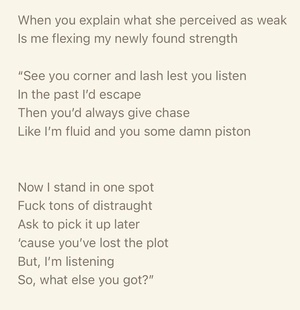 When you explain what she perceived as weak
Is me flexing my newly found strength
“See you corner and lash lest you listen
In the past I’d escape
Then you’d always give chase
Like I’m fluid and you some damn piston
Now I stand in one spot
Fuck tons of distraught
Ask to pick it up later
‘cause you’ve lost the plot
But, I’m listening
So, what else you got?”